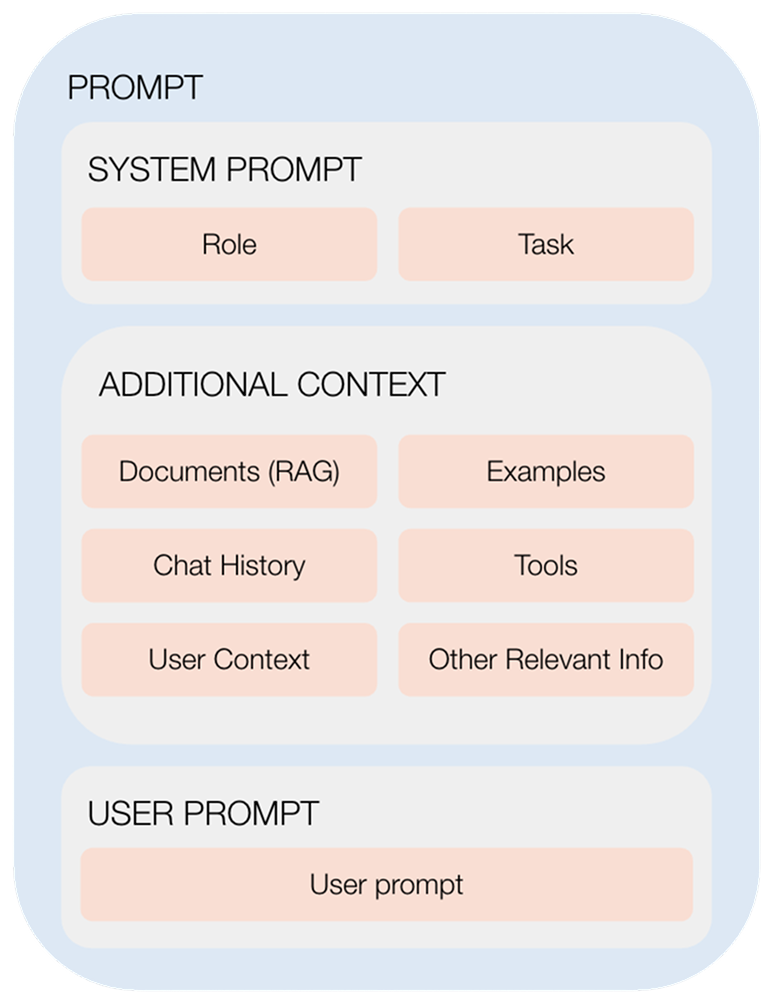 PROMPT
SYSTEM PROMPT
Role
Task
ADDITIONAL CONTEXT
Documents (RAG)
Examples
Chat History
Tools
User Context
Other Relevant Info
USER PROMPT
User prompt